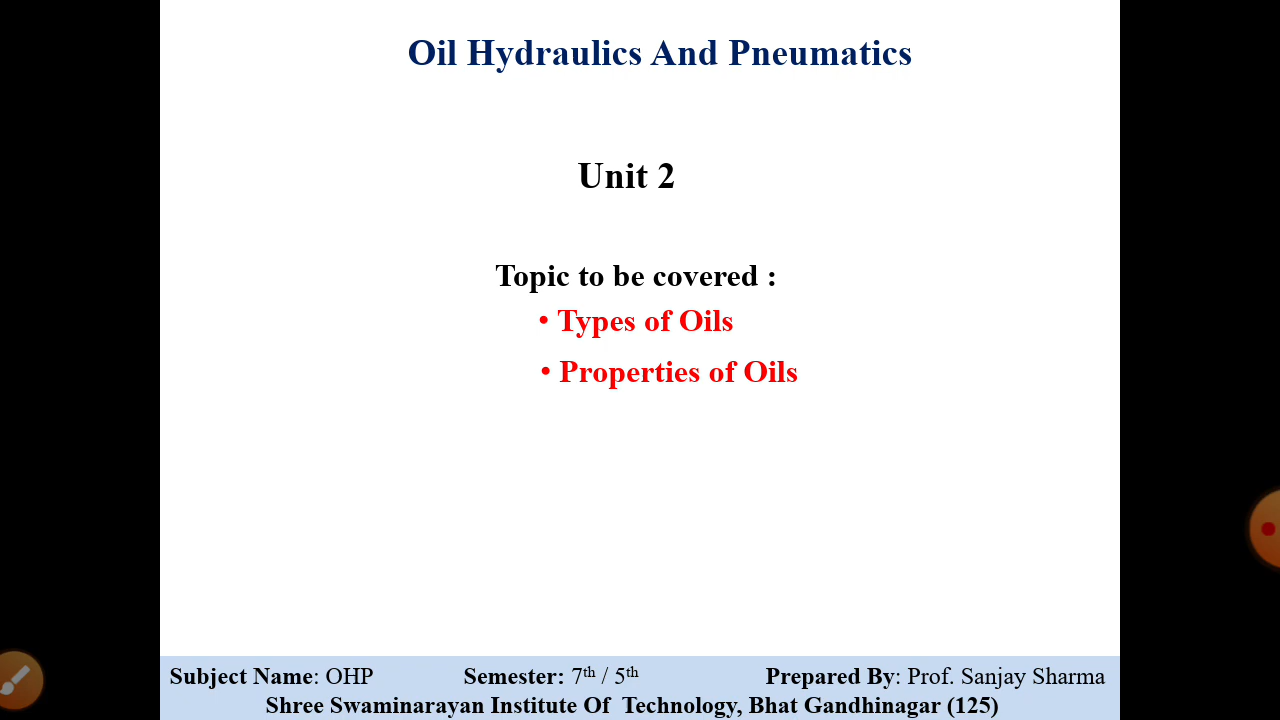 Oil Hydraulics And Pneumatics
Unit 2
Topic to be covered :
• Types of Oils
• Properties of Oils
Subject Name: OHP Semester: 7th / 5th Prepared By: Prof. Sanjay Sharma
Shree Swaminarayan Institute Of Technology, Bhat Gandhinagar (125)